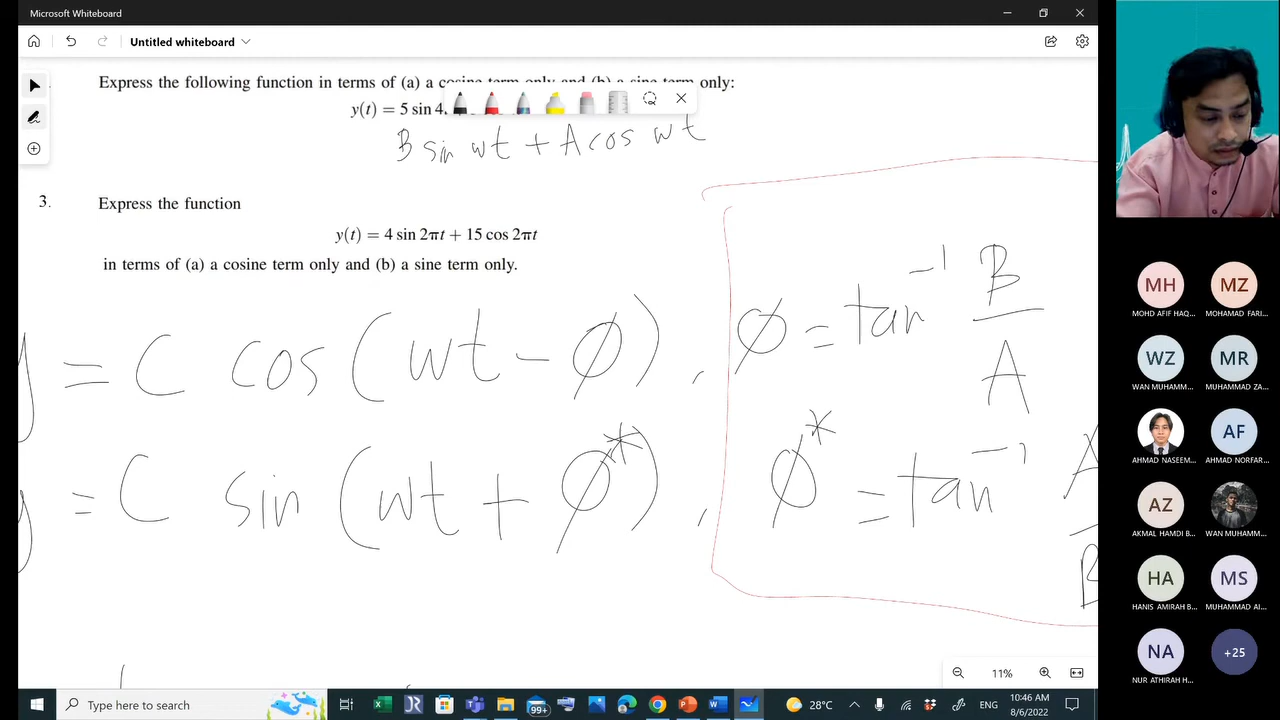 Microsoft Whiteboard
Untitled whiteboard
Express the following function in terms of (a) a cosine term only and (b) a sine term only:
y(t) = 5 sin 4
B sin wt + A cos wt
3. Express the function
y(t) = 4 sin 2πt + 15 cos 2πt
in terms of (a) a cosine term only and (b) a sine term only.
y = C cos (wt - ϕ), ϕ = tan⁻¹ B/A
y = C sin (wt + ϕ*), ϕ* = tan⁻¹ A/B
11%
MH MZ
MOHD AFIF HAQ... MOHAMAD FARI...
WZ MR
WAN MUHAMM... MUHAMMAD ZA...
AF
AHMAD NASEEM... AHMAD NORFAR...
AZ
AKMAL HAMDI B... WAN MUHAMM...
HA MS
HANIS AMIRAH B... MUHAMMAD AI...
NA +25
NUR ATHIRAH H...
Type here to search
99+
28°C
ENG
10:46 AM
8/6/2022